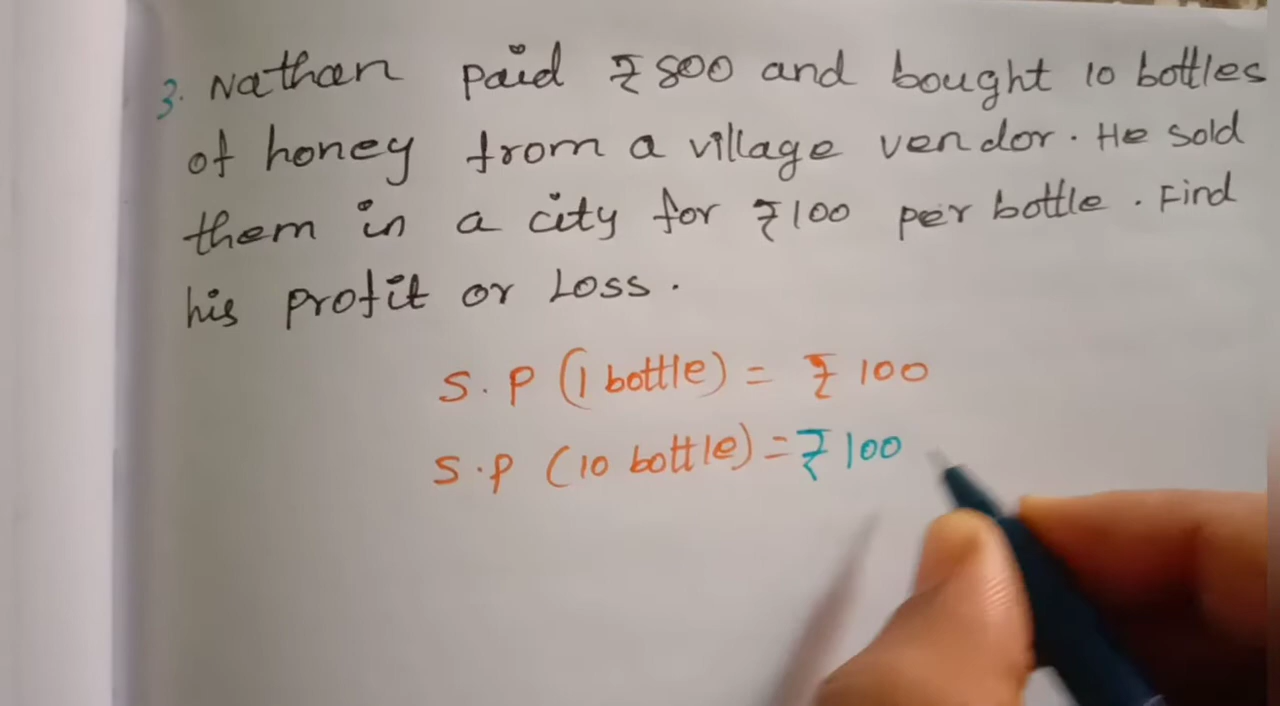 3. Nathan paid ₹800 and bought 10 bottles
of honey from a village vendor. He sold
them in a city for ₹100 per bottle. Find
his profit or Loss.
S.P (1 bottle) = ₹ 100
S.P (10 bottle) = ₹ 100